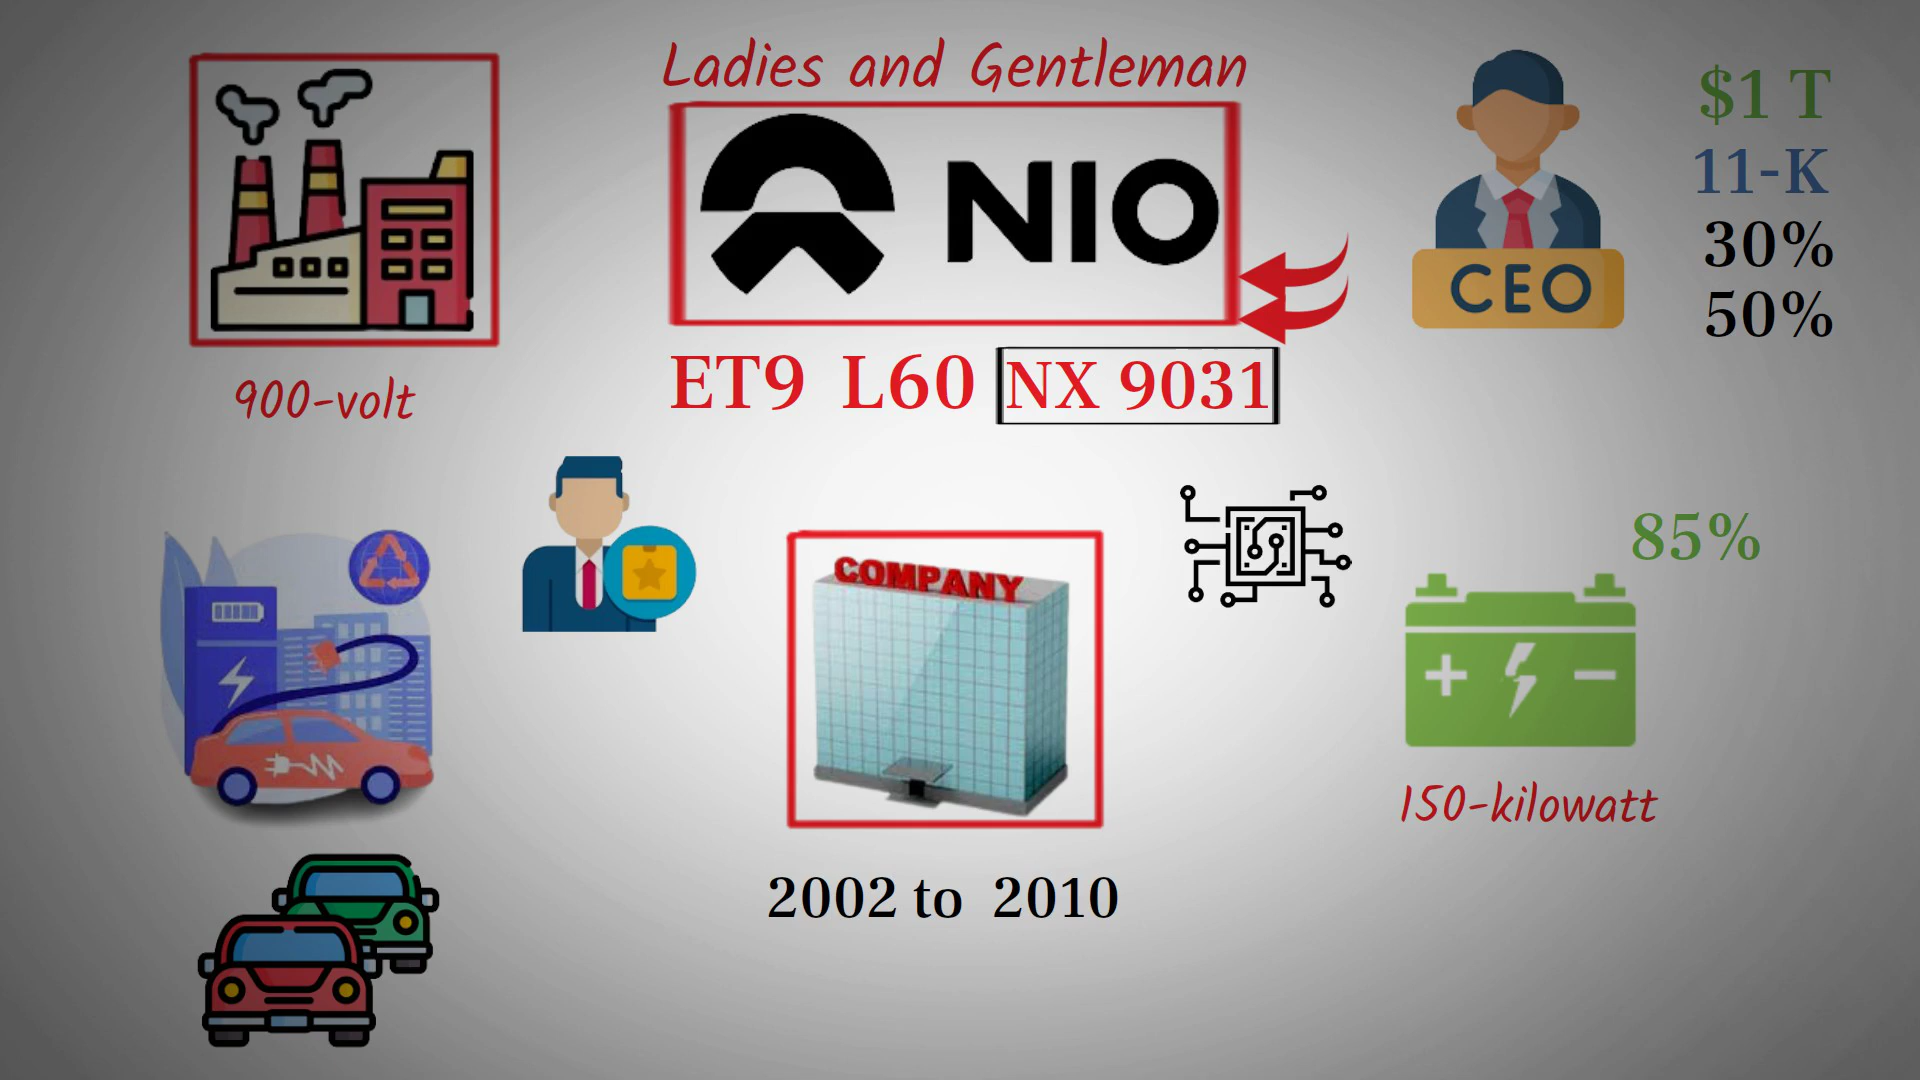 Ladies and Gentleman
NIO
ET9 L60 NX 9031
900-volt
CEO
$1 T
11-K
30%
50%
COMPANY
2002 to 2010
85%
150-kilowatt